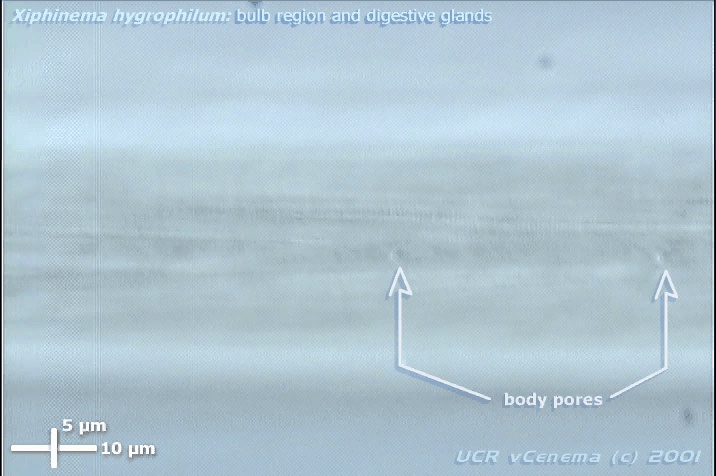 Xiphinema hygrophilum: bulb region and digestive glands
body pores
5 µm
10 µm
UCR vCenema (c) 2001